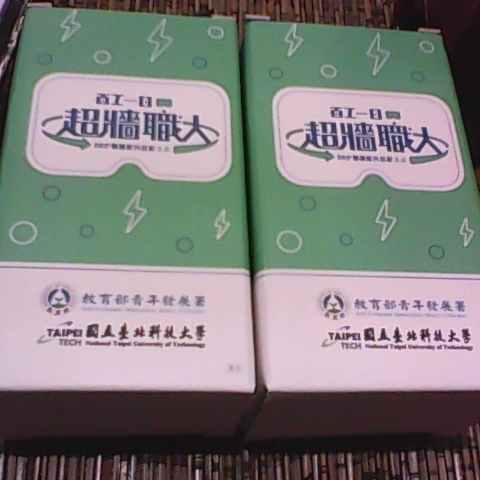 百工一日
超牆職人
教育部青年發展署
TAIPEI TECH
國立臺北科技大學
National Taipei University of Technology
百工一日
超牆職人
教育部青年發展署
TAIPEI TECH
國立臺北科技大學
National Taipei University of Technology